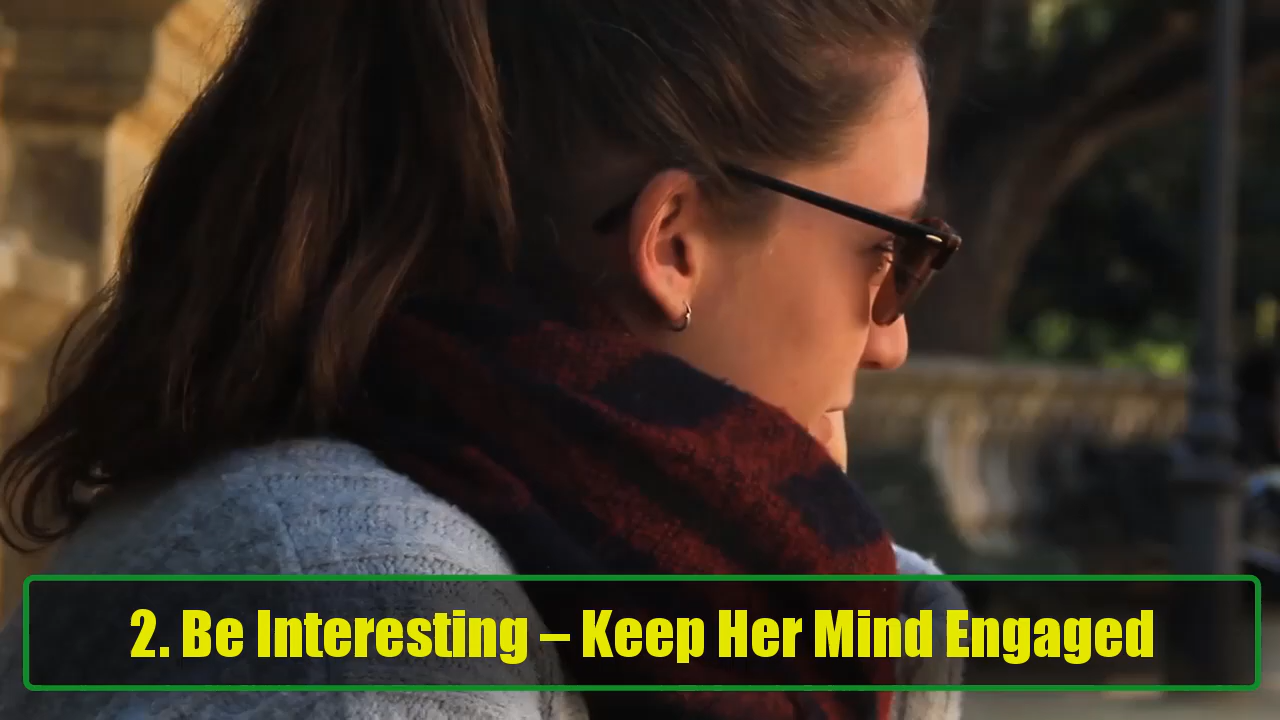 2. Be Interesting – Keep Her Mind Engaged